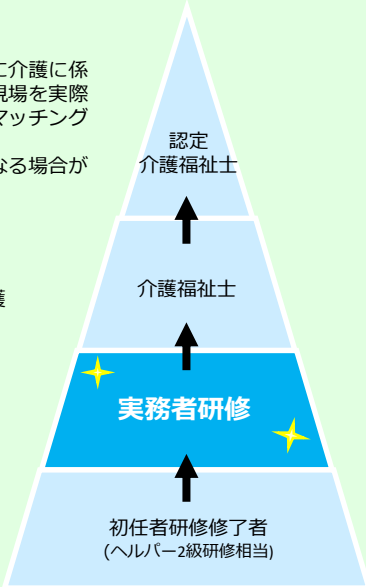 に介護に係
現場を実際
マッチング
なる場合が
護
認定
介護福祉士
介護福祉士
実務者研修
初任者研修修了者
(ヘルパー2級研修相当)